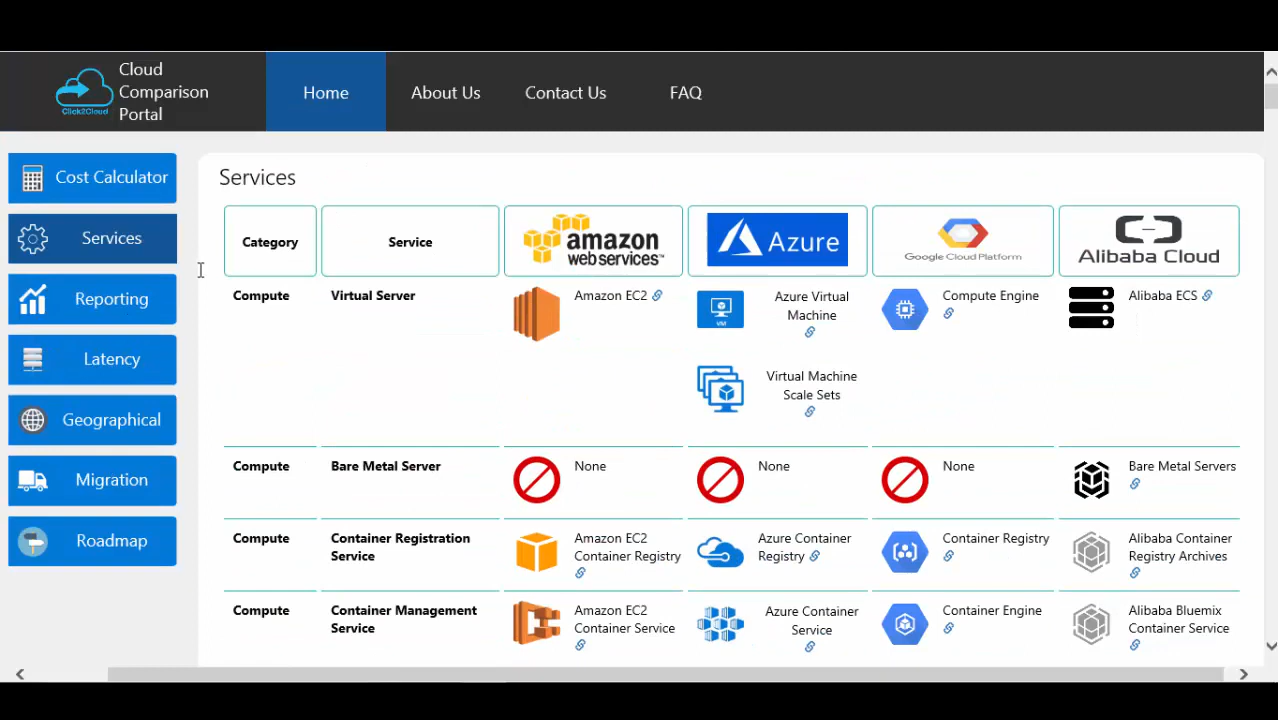 Click2Cloud
Cloud
Comparison
Portal
Home
About Us
Contact Us
FAQ
Cost Calculator
Services
Reporting
Latency
Geographical
Migration
Roadmap
Services
Category
Service
amazon
web services™
Azure
Google Cloud Platform
Alibaba Cloud
Compute
Virtual Server
Amazon EC2
VM
Azure Virtual
Machine
Virtual Machine
Scale Sets
Compute Engine
Alibaba ECS
Compute
Bare Metal Server
None
None
None
Bare Metal Servers
Compute
Container Registration
Service
Amazon EC2
Container Registry
Azure Container
Registry
Container Registry
Alibaba Container
Registry Archives
Compute
Container Management
Service
Amazon EC2
Container Service
Azure Container
Service
Container Engine
Alibaba Bluemix
Container Service